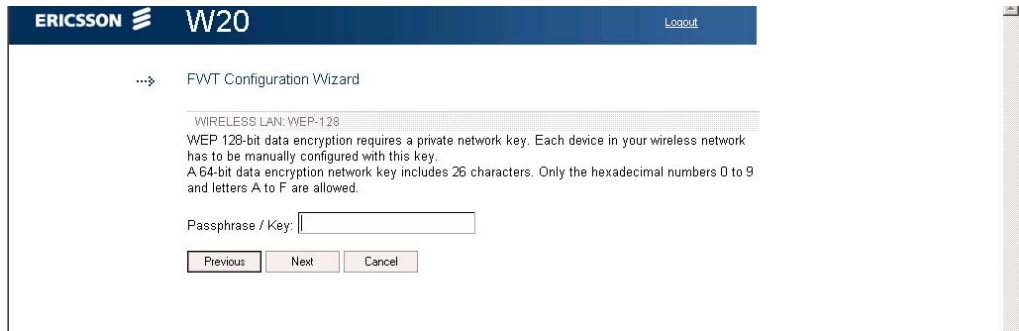 ERICSSON W20 Logout
FWT Configuration Wizard
WIRELESS LAN: WEP-128
WEP 128-bit data encryption requires a private network key. Each device in your wireless network
has to be manually configured with this key.
A 64-bit data encryption network key includes 26 characters. Only the hexadecimal numbers 0 to 9
and letters A to F are allowed.
Passphrase / Key:
Previous Next Cancel